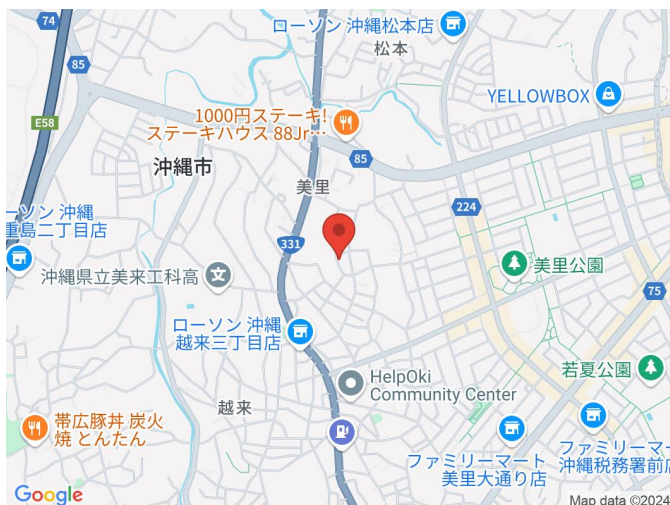 74
ローソン 沖縄松本店
松本
85
YELLOWBOX
1000円ステーキ!
ステーキハウス 88Jr…
E58
沖縄市
85
美里
224
ーソン 沖縄
重島二丁目店
331
美里公園
沖縄県立美来工科高
75
ローソン 沖縄
越来三丁目店
若夏公園
HelpOki
Community Center
越来
帯広豚丼 炭火
焼 とんたん
ファミリーマート
美里大通り店
ファミリーマー
沖縄税務署前店
Google
Map data ©2024